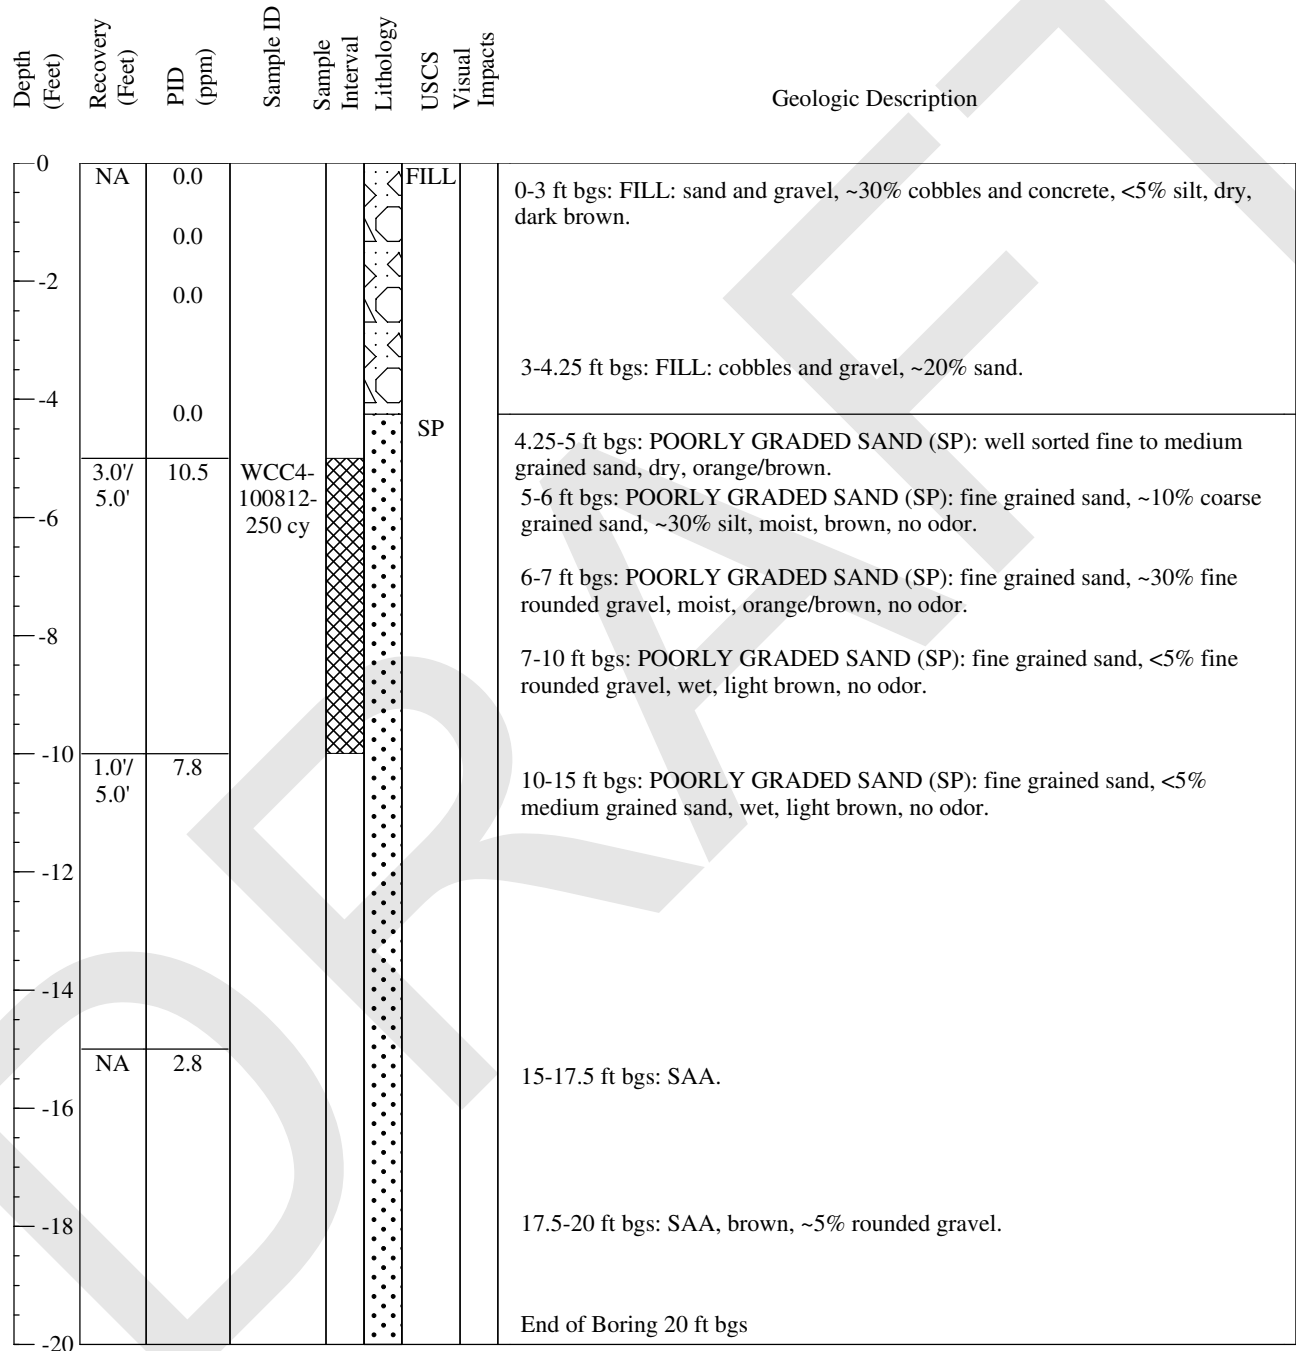 Depth
(Feet)
Recovery
(Feet)
PID
(ppm)
Sample ID
Sample
Interval
Lithology
USCS
Visual
Impacts
Geologic Description
0
-2
-4
-6
-8
-10
-12
-14
-16
-18
-20
NA
0.0
0.0
0.0
0.0
FILL
0-3 ft bgs: FILL: sand and gravel, ~30% cobbles and concrete, <5% silt, dry,
dark brown.
3-4.25 ft bgs: FILL: cobbles and gravel, ~20% sand.
SP
4.25-5 ft bgs: POORLY GRADED SAND (SP): well sorted fine to medium
grained sand, dry, orange/brown.
3.0'/
5.0'
10.5
WCC4-
100812-
250 cy
5-6 ft bgs: POORLY GRADED SAND (SP): fine grained sand, ~10% coarse
grained sand, ~30% silt, moist, brown, no odor.
6-7 ft bgs: POORLY GRADED SAND (SP): fine grained sand, ~30% fine
rounded gravel, moist, orange/brown, no odor.
7-10 ft bgs: POORLY GRADED SAND (SP): fine grained sand, <5% fine
rounded gravel, wet, light brown, no odor.
1.0'/
5.0'
7.8
10-15 ft bgs: POORLY GRADED SAND (SP): fine grained sand, <5%
medium grained sand, wet, light brown, no odor.
NA
2.8
15-17.5 ft bgs: SAA.
17.5-20 ft bgs: SAA, brown, ~5% rounded gravel.
End of Boring 20 ft bgs
DRAFT